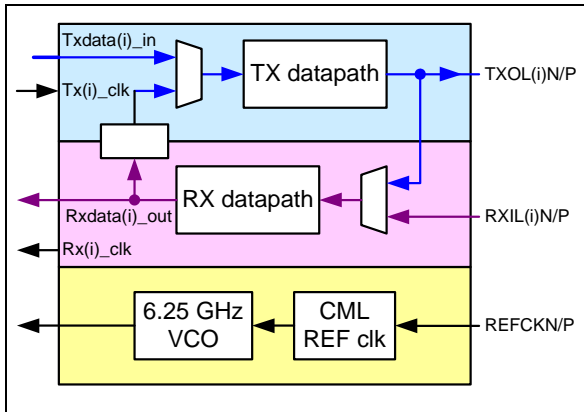 Txdata(i)_in
TX datapath
TXOL(i)N/P
Tx(i)_clk
RX datapath
Rxdata(i)_out
RXIL(i)N/P
Rx(i)_clk
6.25 GHz
VCO
CML
REF clk
REFCKN/P